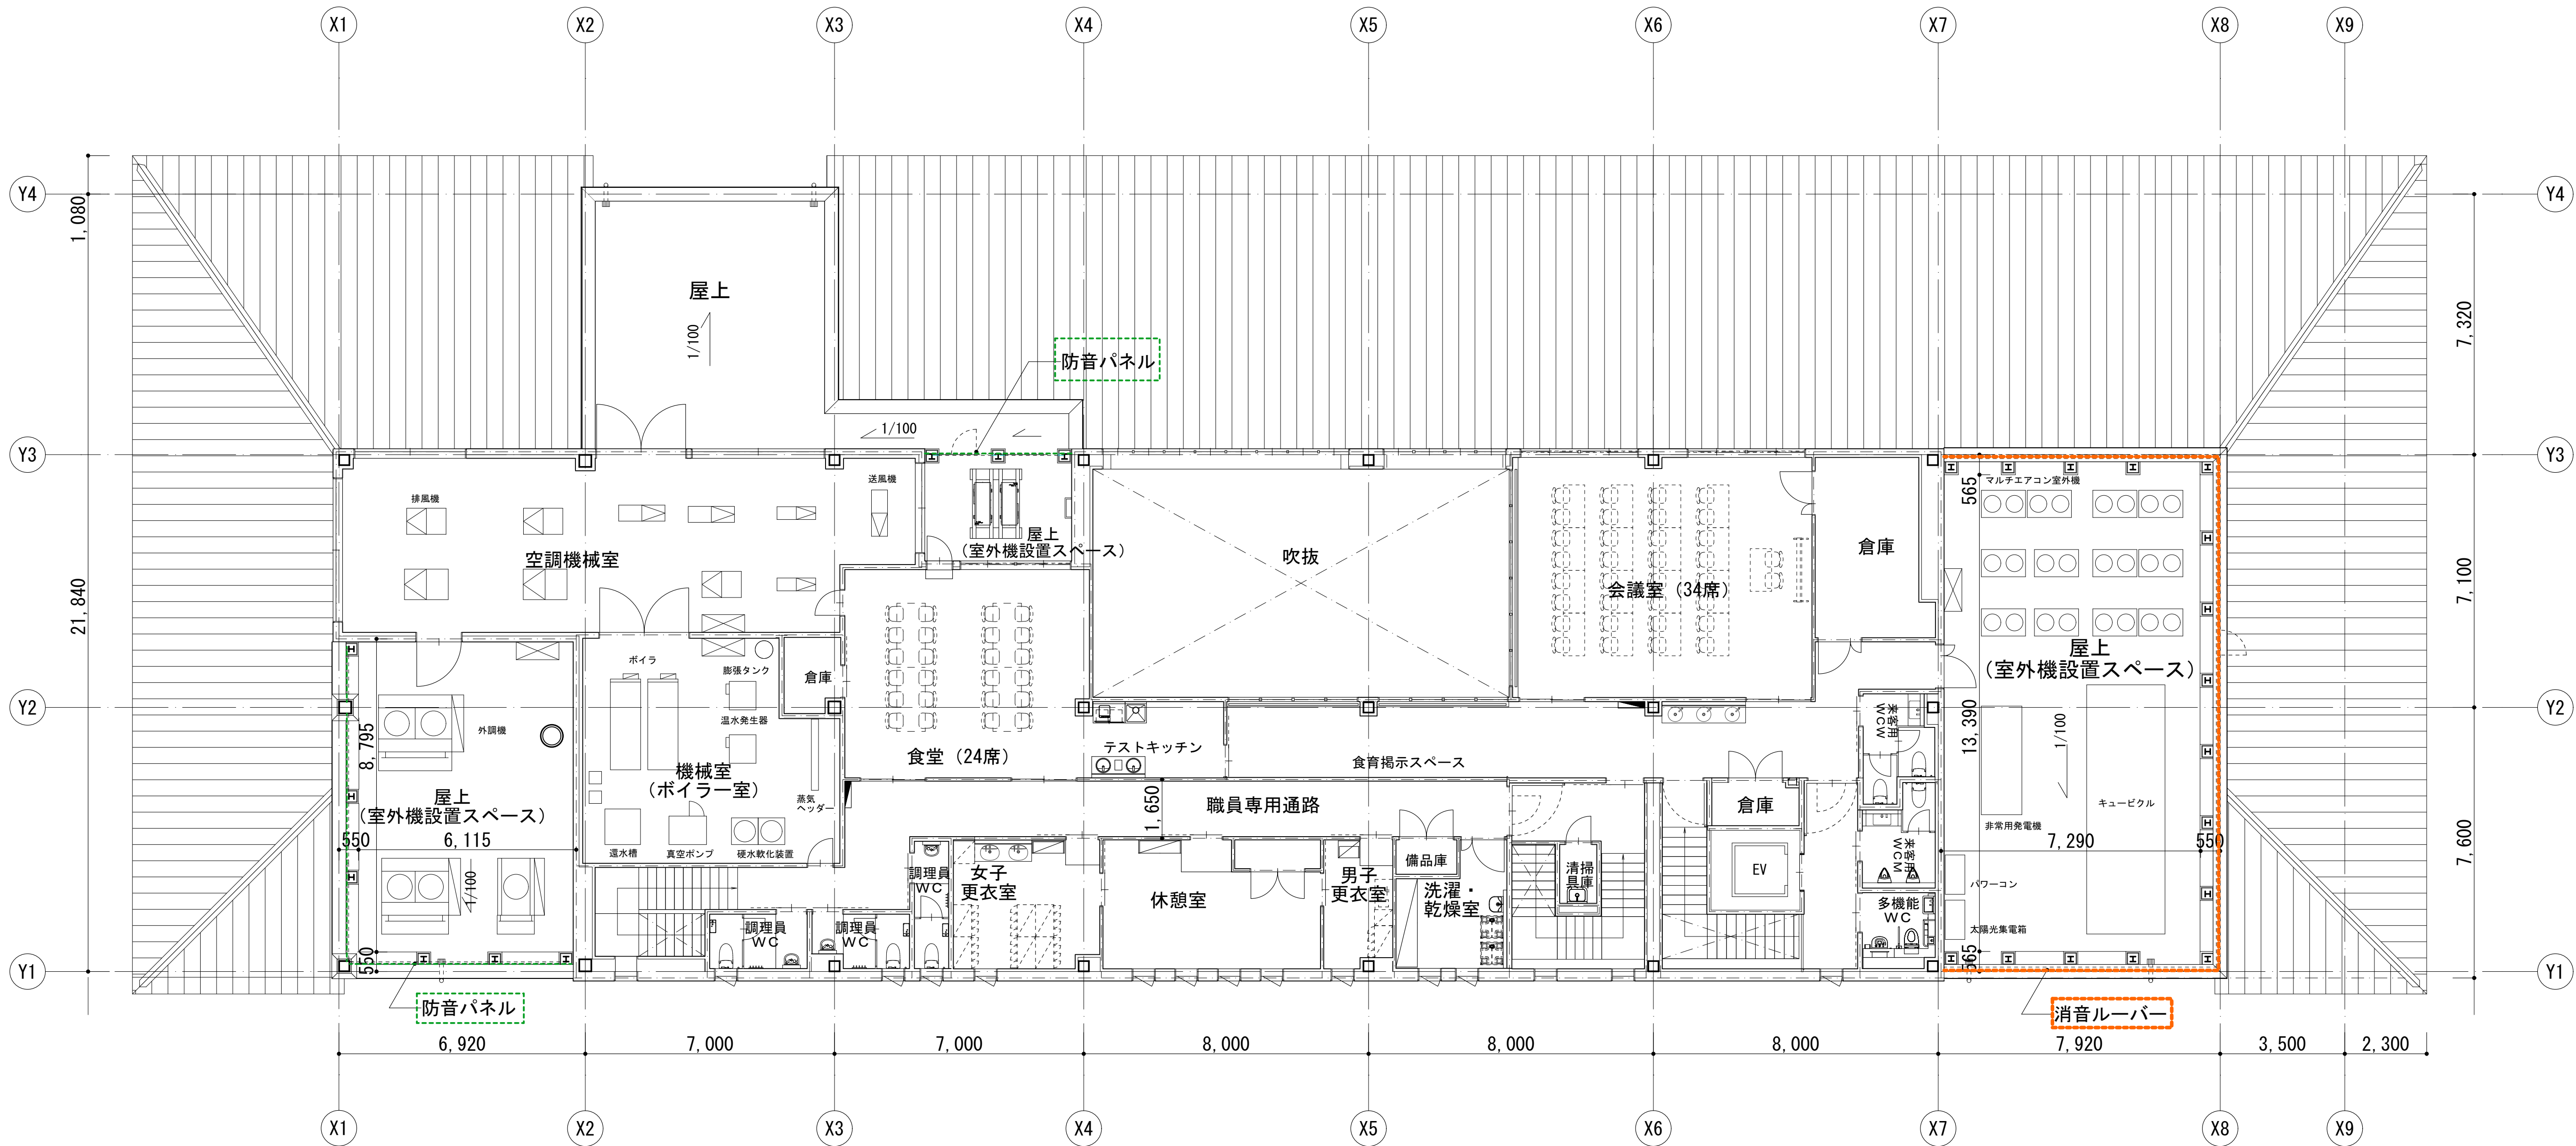 X1 X2 X3 X4 X5 X6 X7 X8 X9
Y4
Y4
1,080
屋上
1/100
7,320
防音パネル
1/100
Y3
Y3
送風機
排風機
マルチエアコン室外機
565
屋上
(室外機設置スペース)
空調機械室
吹抜
倉庫
会議室 (34席)
7,100
21,840
ボイラ
膨張タンク
倉庫
屋上
(室外機設置スペース)
Y2
Y2
温水発生器
外調機
8,795
来客用
WCW
13,390
1/100
テストキッチン
食堂 (24席)
食育掲示スペース
機械室
(ボイラー室)
蒸気
ヘッダー
屋上
(室外機設置スペース)
職員専用通路
1,650
倉庫
キュービクル
非常用発電機
550
6,115
7,290
550
還水槽
真空ポンプ
硬水軟化装置
7,600
備品庫
来客用
WCM
調理員
WC
女子
更衣室
男子
更衣室
清掃
具庫
EV
1/100
休憩室
洗濯・
乾燥室
パワーコン
多機能
WC
調理員
WC
調理員
WC
太陽光集電箱
550
565
Y1
Y1
防音パネル
消音ルーバー
6,920 7,000 7,000 8,000 8,000 8,000 7,920 3,500 2,300
X1 X2 X3 X4 X5 X6 X7 X8 X9